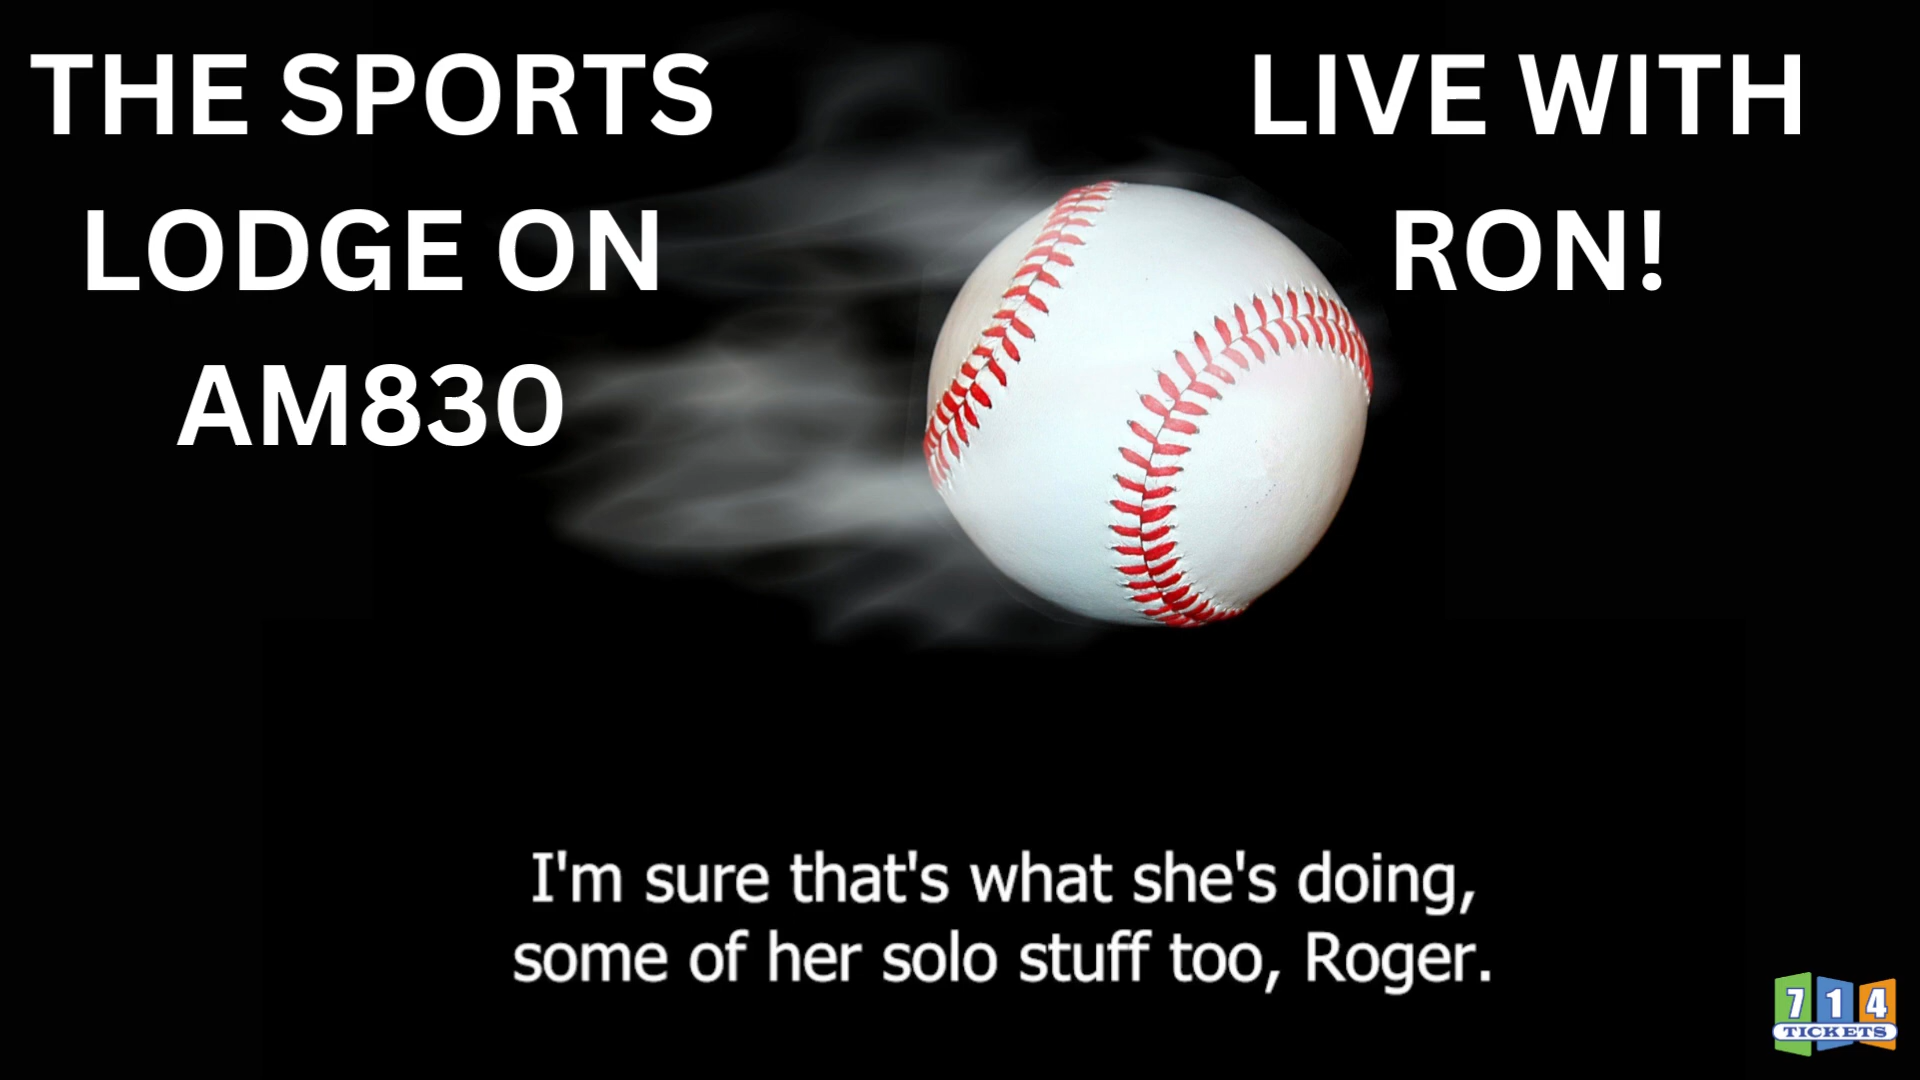 THE SPORTS
LODGE ON
AM830
LIVE WITH
RON!
I'm sure that's what she's doing,
some of her solo stuff too, Roger.
714
TICKETS